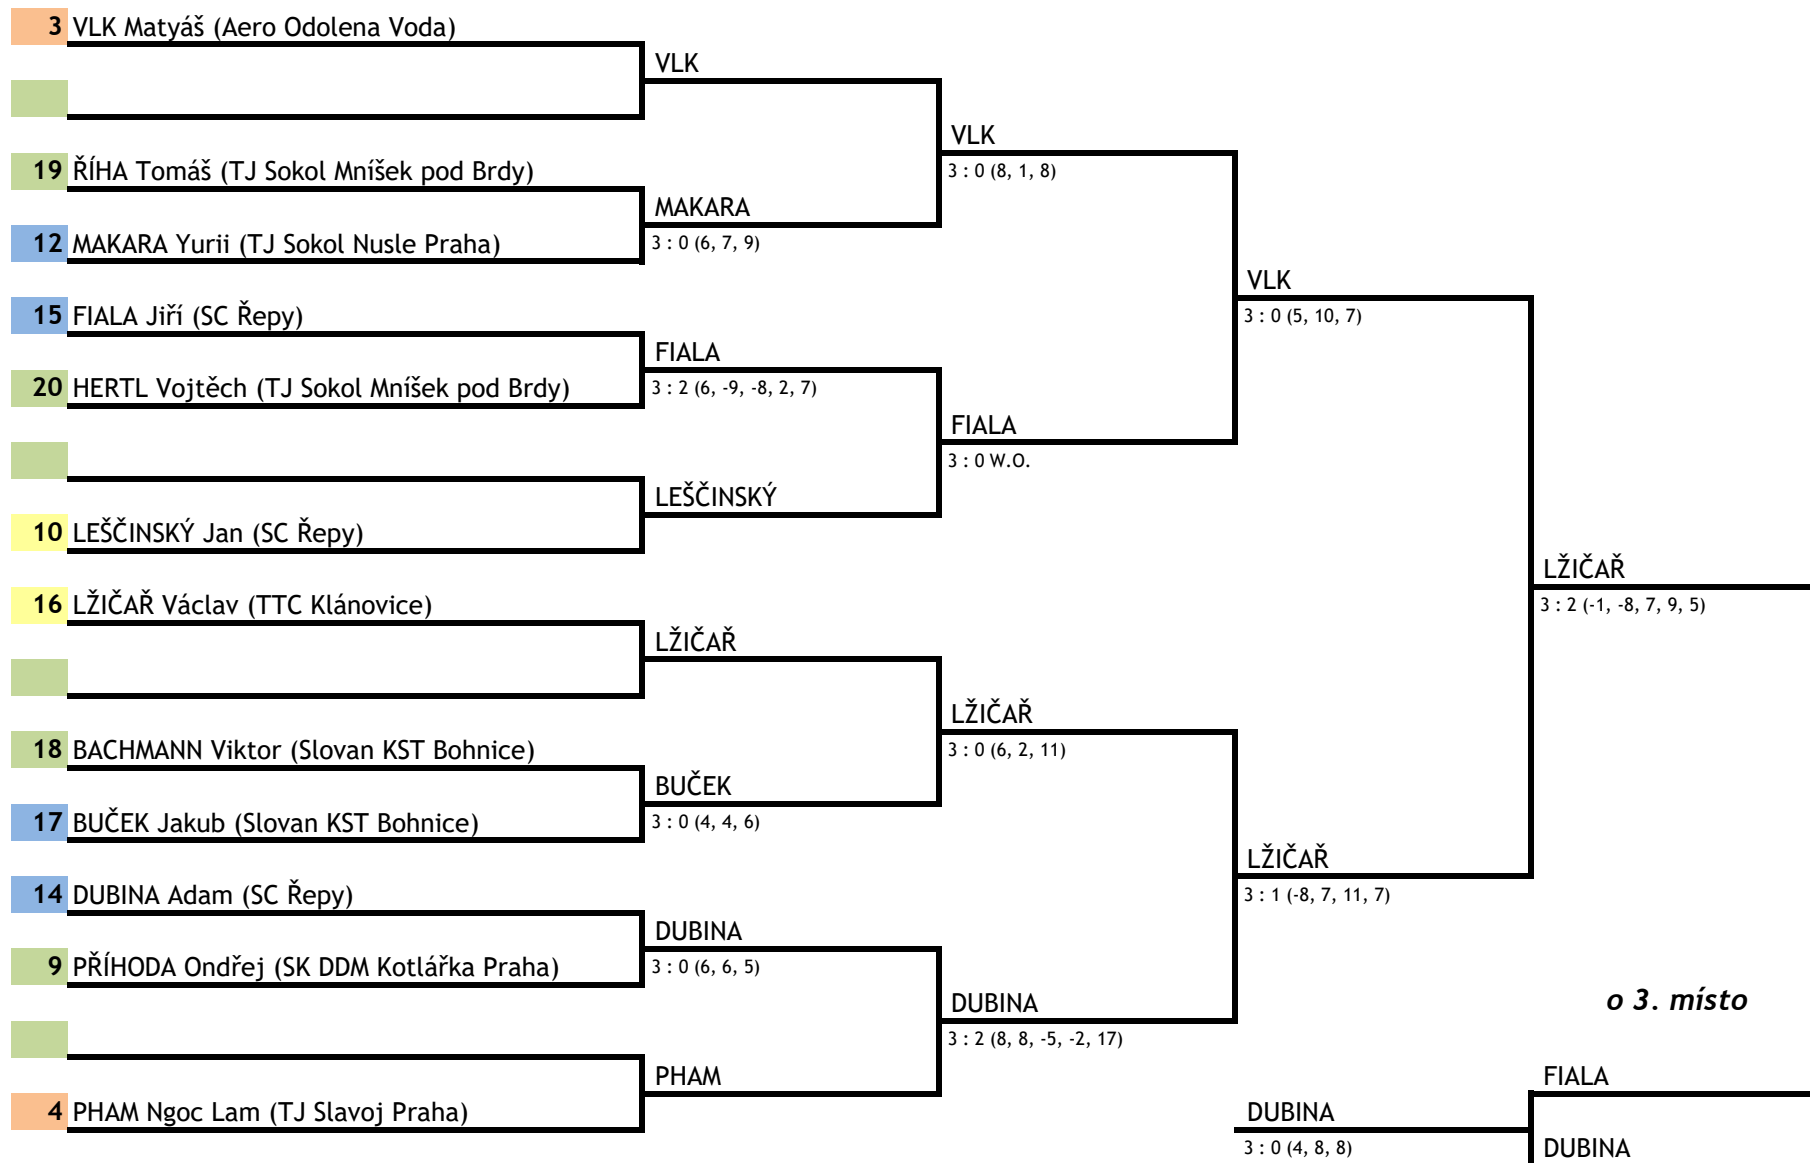 3 VLK Matyáš (Aero Odolena Voda)
VLK
VLK
3 : 0 (8, 1, 8)
19 ŘÍHA Tomáš (TJ Sokol Mníšek pod Brdy)
MAKARA
3 : 0 (6, 7, 9)
12 MAKARA Yurii (TJ Sokol Nusle Praha)
VLK
3 : 0 (5, 10, 7)
15 FIALA Jiří (SC Řepy)
FIALA
3 : 2 (6, -9, -8, 2, 7)
20 HERTL Vojtěch (TJ Sokol Mníšek pod Brdy)
FIALA
3 : 0 W.O.
LEŠČINSKÝ
10 LEŠČINSKÝ Jan (SC Řepy)
LŽIČAŘ
3 : 2 (-1, -8, 7, 9, 5)
16 LŽIČAŘ Václav (TTC Klánovice)
LŽIČAŘ
LŽIČAŘ
3 : 0 (6, 2, 11)
18 BACHMANN Viktor (Slovan KST Bohnice)
BUČEK
3 : 0 (4, 4, 6)
17 BUČEK Jakub (Slovan KST Bohnice)
LŽIČAŘ
3 : 1 (-8, 7, 11, 7)
14 DUBINA Adam (SC Řepy)
DUBINA
3 : 0 (6, 6, 5)
9 PŘÍHODA Ondřej (SK DDM Kotlářka Praha)
DUBINA
3 : 2 (8, 8, -5, -2, 17)
o 3. místo
PHAM
4 PHAM Ngoc Lam (TJ Slavoj Praha)
FIALA
DUBINA
3 : 0 (4, 8, 8)
DUBINA